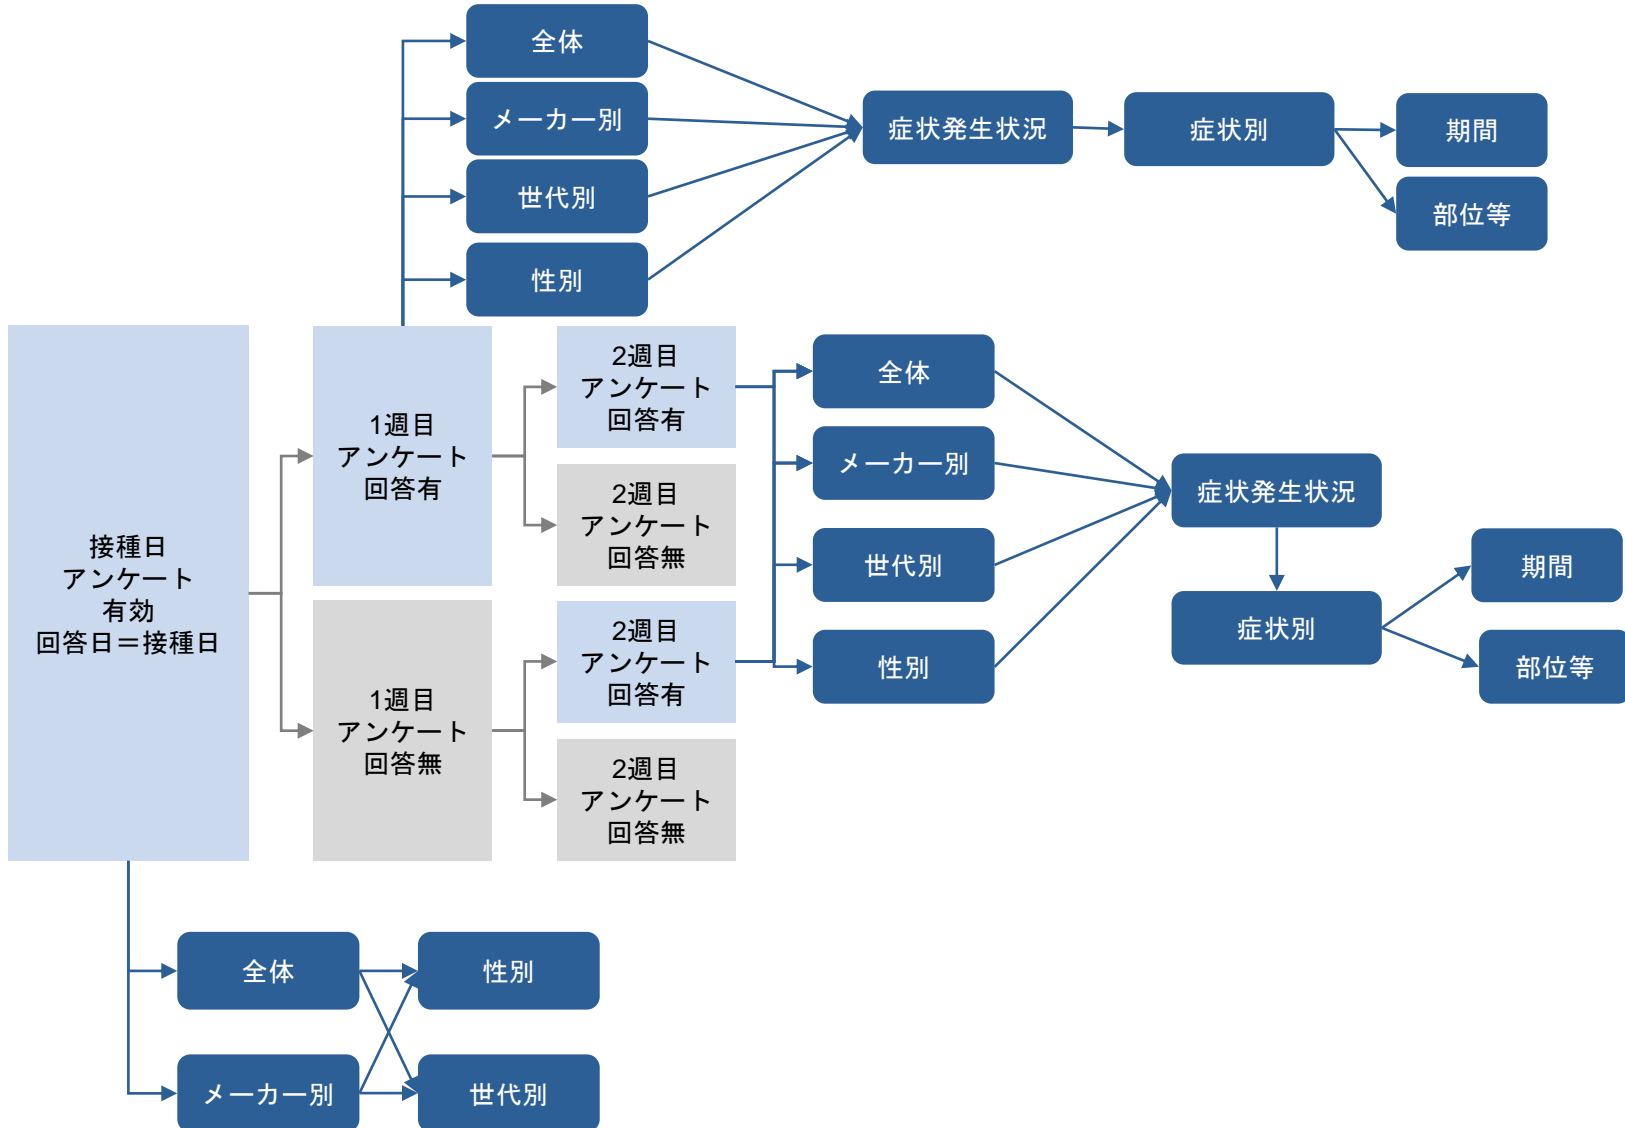 全体
メーカー別
世代別
性別
症状発生状況
症状別
期間
部位等
接種日
アンケート
有効
回答日＝接種日
1週目
アンケート
回答有
1週目
アンケート
回答無
2週目
アンケート
回答有
2週目
アンケート
回答無
2週目
アンケート
回答有
2週目
アンケート
回答無
全体
メーカー別
世代別
性別
症状発生状況
症状別
期間
部位等
全体
性別
メーカー別
世代別